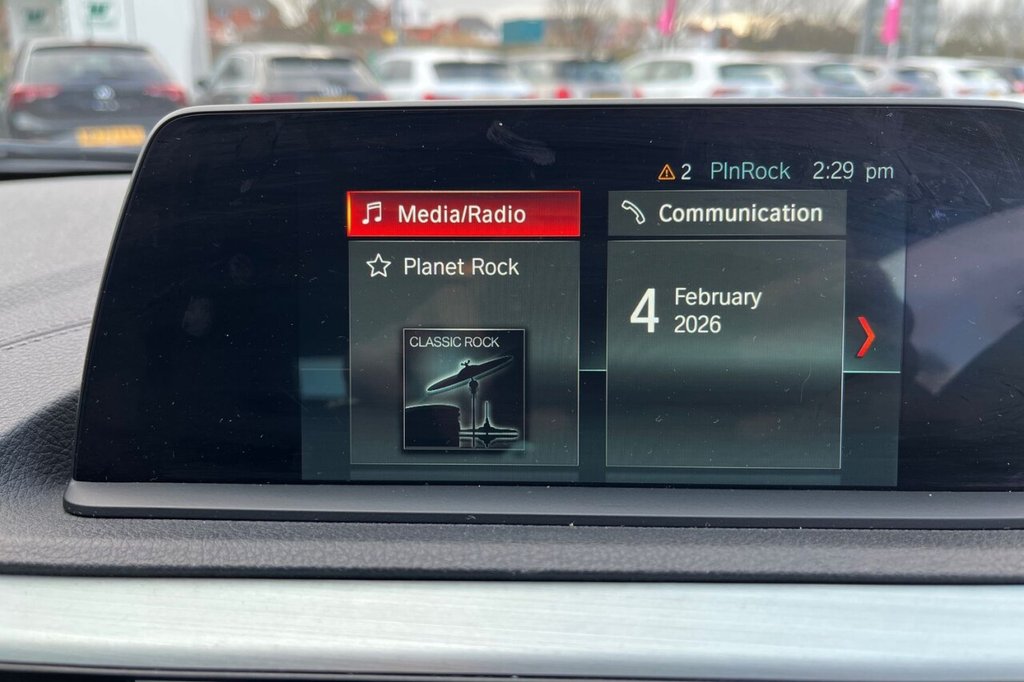 2 PlnRock 2:29 pm
Media/Radio
Communication
Planet Rock
CLASSIC ROCK
4 February
2026